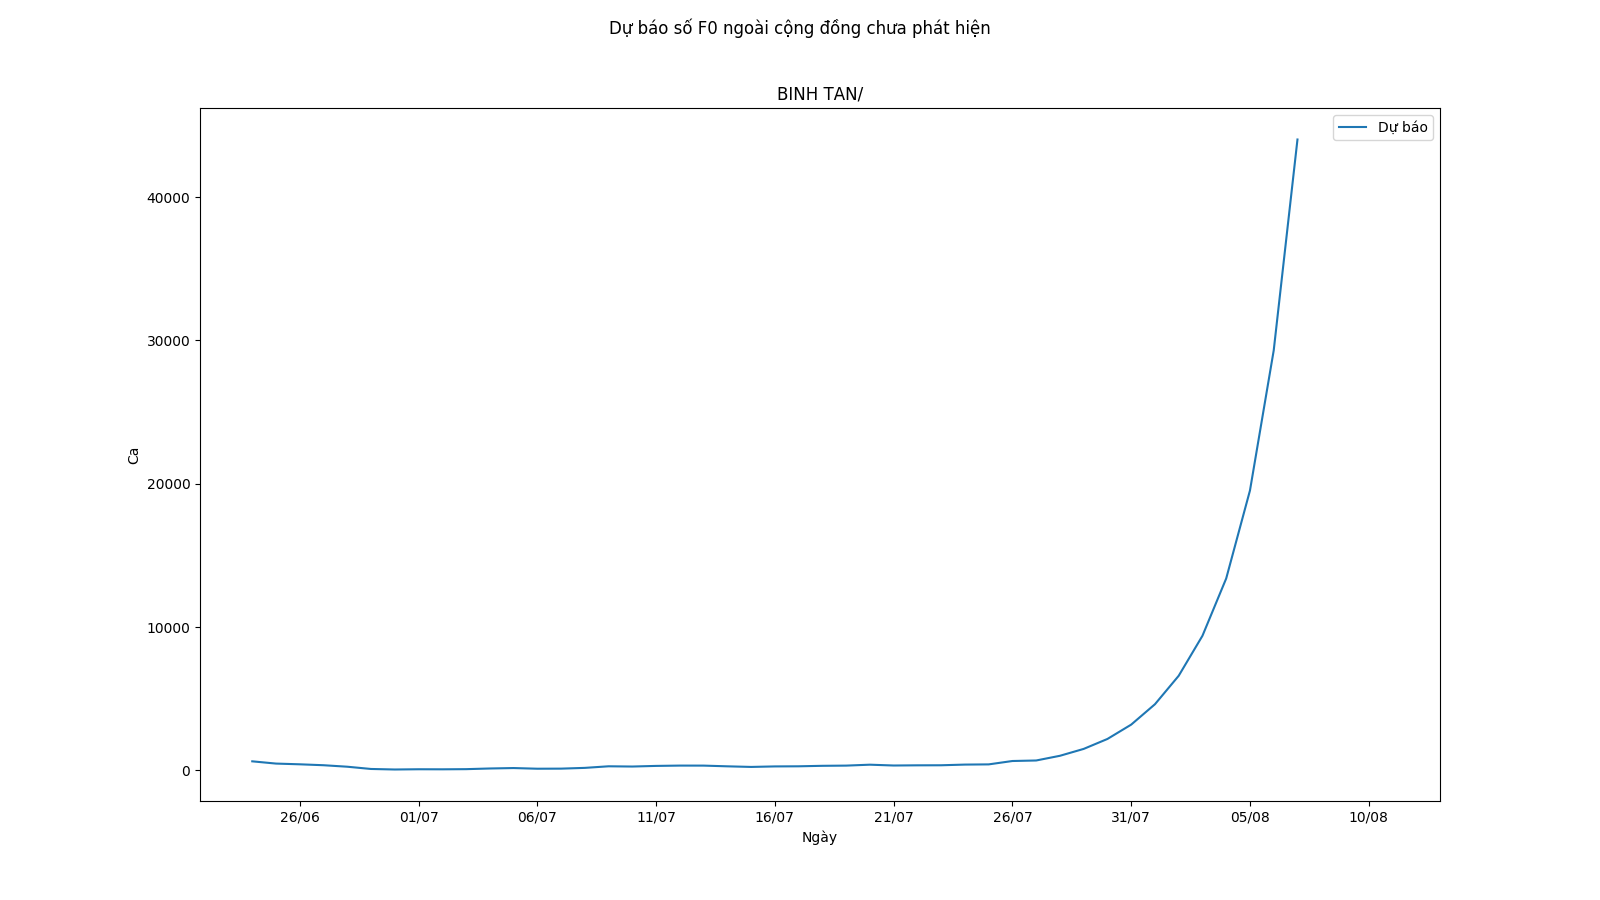 Dự báo số F0 ngoài cộng đồng chưa phát hiện
BINH TAN/
Dự báo
40000
30000
20000
10000
0
Ca
26/06 01/07 06/07 11/07 16/07 21/07 26/07 31/07 05/08 10/08
Ngày